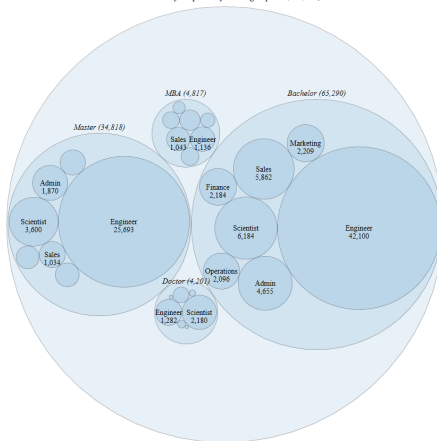 MBA (4,817)
Bachelor (65,290)
Master (34,818)
Marketing
2,209
Sales
1,043
Engineer
1,136
Sales
5,862
Admin
1,870
Finance
2,184
Scientist
3,600
Engineer
25,693
Scientist
6,184
Engineer
42,100
Sales
1,034
Operations
2,096
Admin
4,655
Doctor (4,201)
Engineer
1,282
Scientist
2,180